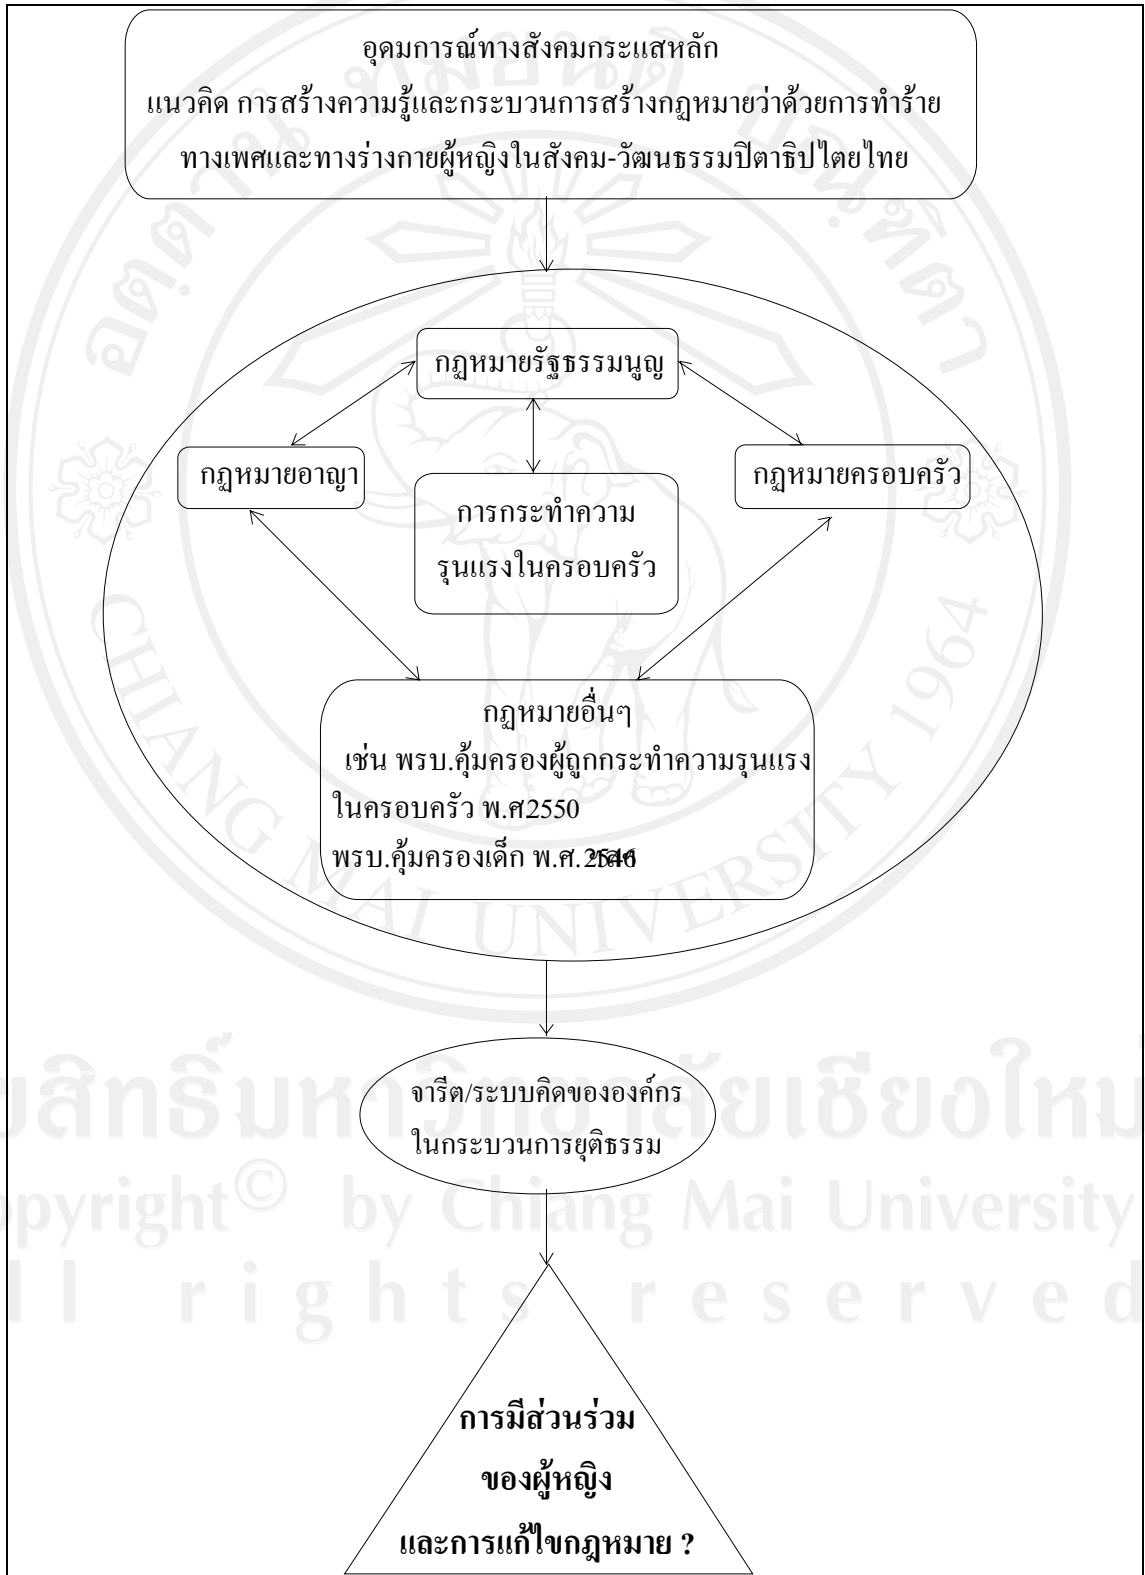 อุดมการณ์ทางสังคมกระแสหลัก
แนวคิด การสร้างความรู้และกระบวนการสร้างกฎหมายว่าด้วยการทำร้าย
ทางเพศและทางร่างกายผู้หญิงในสังคม-วัฒนธรรมปิตาธิปไตยไทย
กฎหมายรัฐธรรมนูญ
กฎหมายอาญา
กฎหมายครอบครัว
การกระทำความ
รุนแรงในครอบครัว
กฎหมายอื่นๆ
เช่น พรบ.คุ้มครองผู้ถูกกระทำความรุนแรง
ในครอบครัว พ.ศ2550
พรบ.คุ้มครองเด็ก พ.ศ. 2546
จารีต/ระบบคิดขององค์กร
ในกระบวนการยุติธรรม
การมีส่วนร่วม
ของผู้หญิง
และการแก้ไขกฎหมาย ?
CHIANG MAI UNIVERSITY 1964
ยสิทธิ์มหาวิทยาลัยเชียงใหม่
opyright© by Chiang Mai University
ll rights reserved